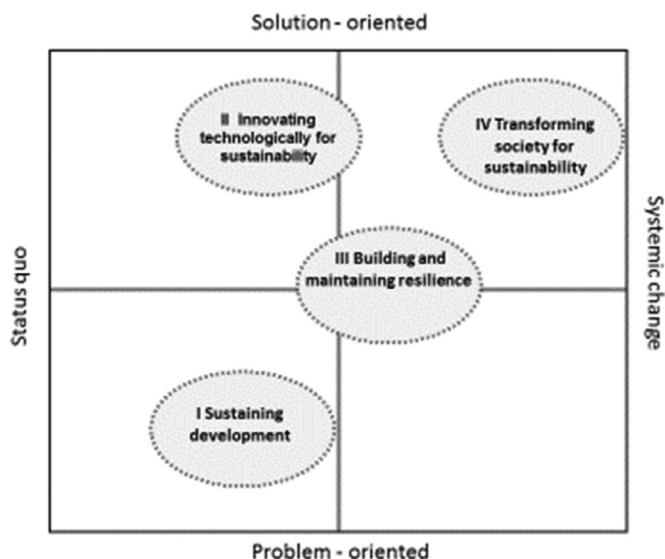 Solution - oriented
II Innovating
technologically for
sustainability
IV Transforming
society for
sustainability
Status quo
III Building and
maintaining resilience
Systemic change
I Sustaining
development
Problem - oriented